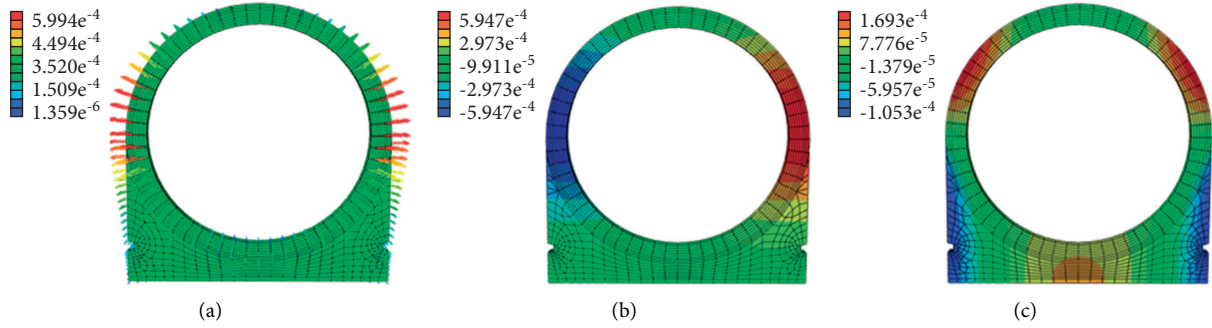 5.994e⁻⁴
4.494e⁻⁴
3.520e⁻⁴
1.509e⁻⁴
1.359e⁻⁶
(a)
5.947e⁻⁴
2.973e⁻⁴
-9.911e⁻⁵
-2.973e⁻⁴
-5.947e⁻⁴
(b)
1.693e⁻⁴
7.776e⁻⁵
-1.379e⁻⁵
-5.957e⁻⁵
-1.053e⁻⁴
(c)